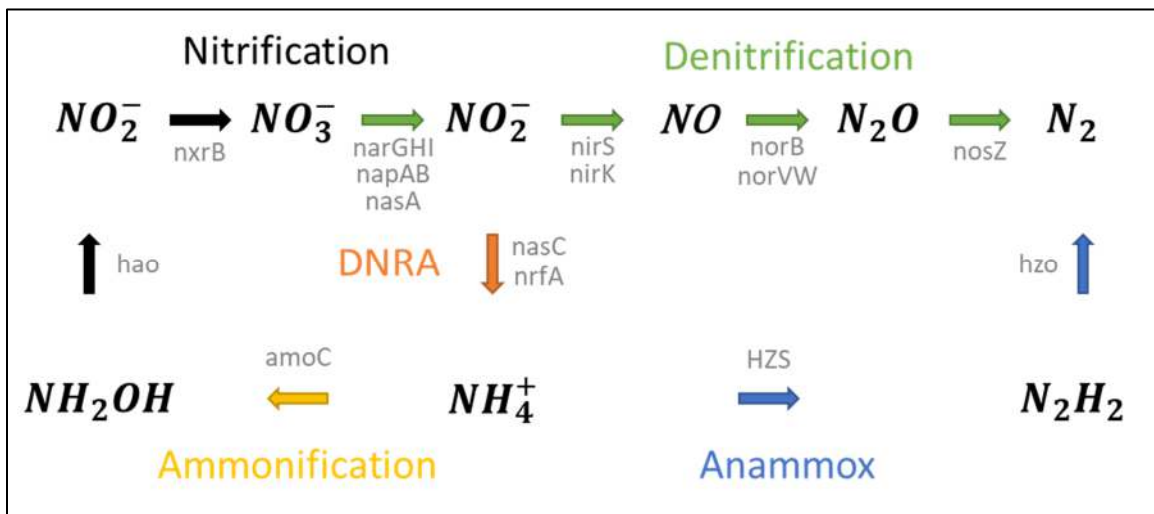 Nitrification Denitrification
NO₂⁻ NO₃⁻ NO₂⁻ NO N₂O N₂
nxrB narGHI nirS norB nosZ
napAB nirK norVW
nasA
hao DNRA nasC hzo
nrfA
amoC HZS
NH₂OH NH₄⁺ N₂H₂
Ammonification Anammox